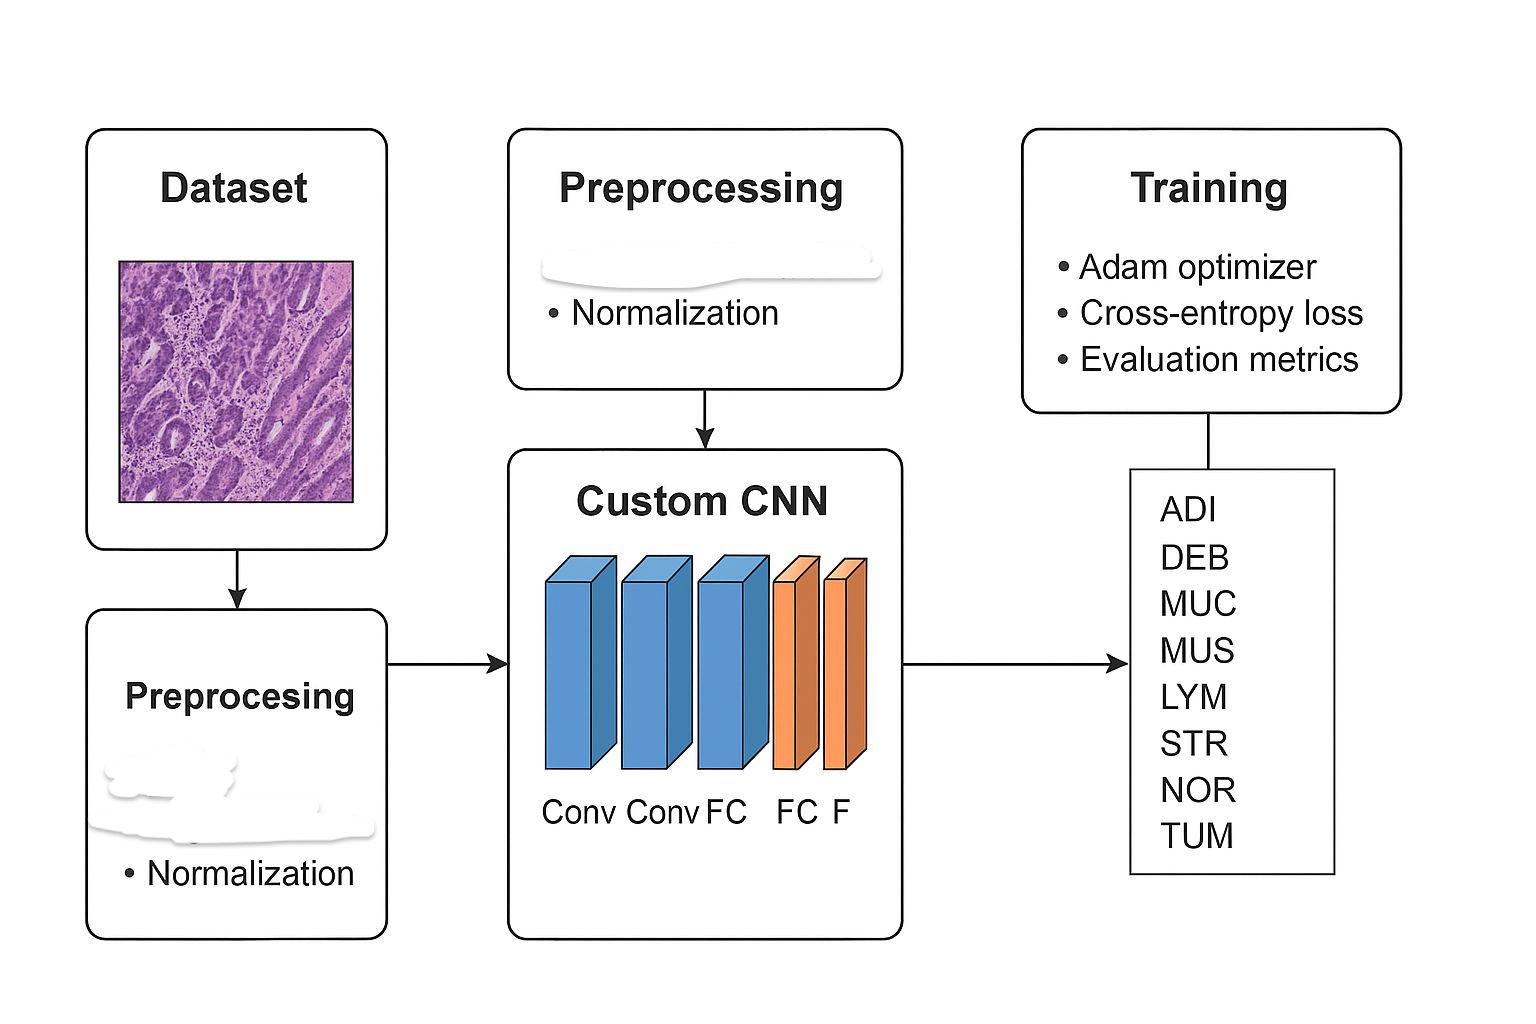 Dataset
Preprocessing
• Normalization
Training
• Adam optimizer
• Cross-entropy loss
• Evaluation metrics
Preprocesing
• Normalization
Custom CNN
Conv Conv FC FC F
ADI
DEB
MUC
MUS
LYM
STR
NOR
TUM